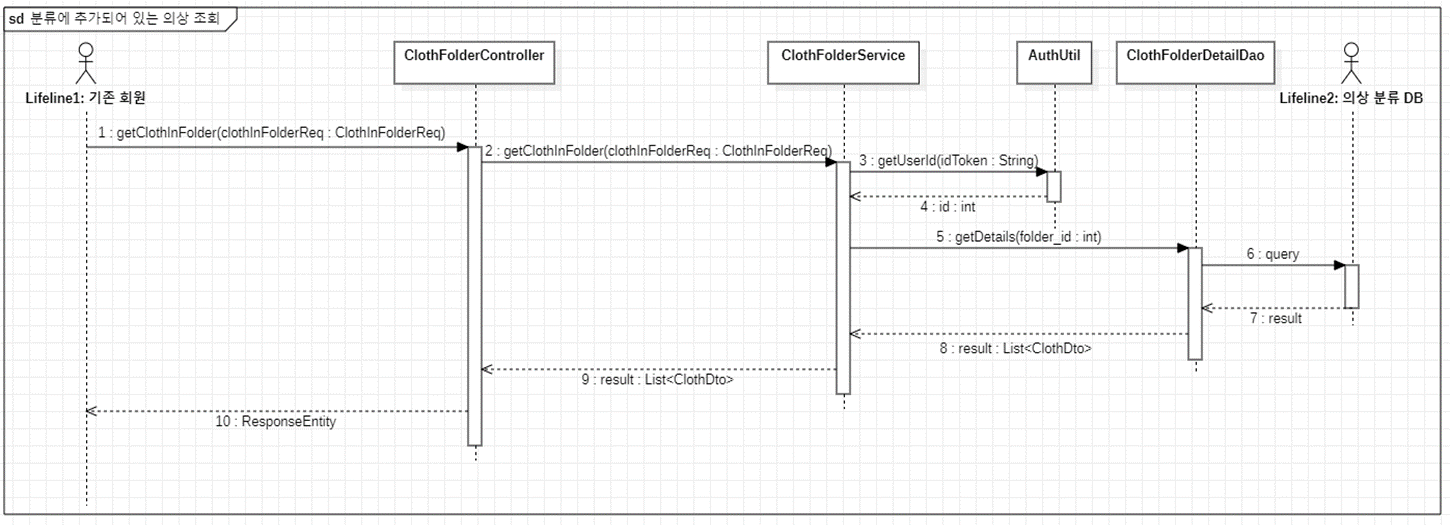 sd 분류에 추가되어 있는 의상 조회
ClothFolderController
ClothFolderService
AuthUtil
ClothFolderDetailDao
Lifeline1: 기존 회원
Lifeline2: 의상 분류 DB
1 : getClothInFolder(clothInFolderReq : ClothInFolderReq)
2 : getClothInFolder(clothInFolderReq : ClothInFolderReq)
3 : getUserId(idToken : String)
4 : id : int
5 : getDetails(folder_id : int)
6 : query
7 : result
8 : result : List<ClothDto>
9 : result : List<ClothDto>
10 : ResponseEntity